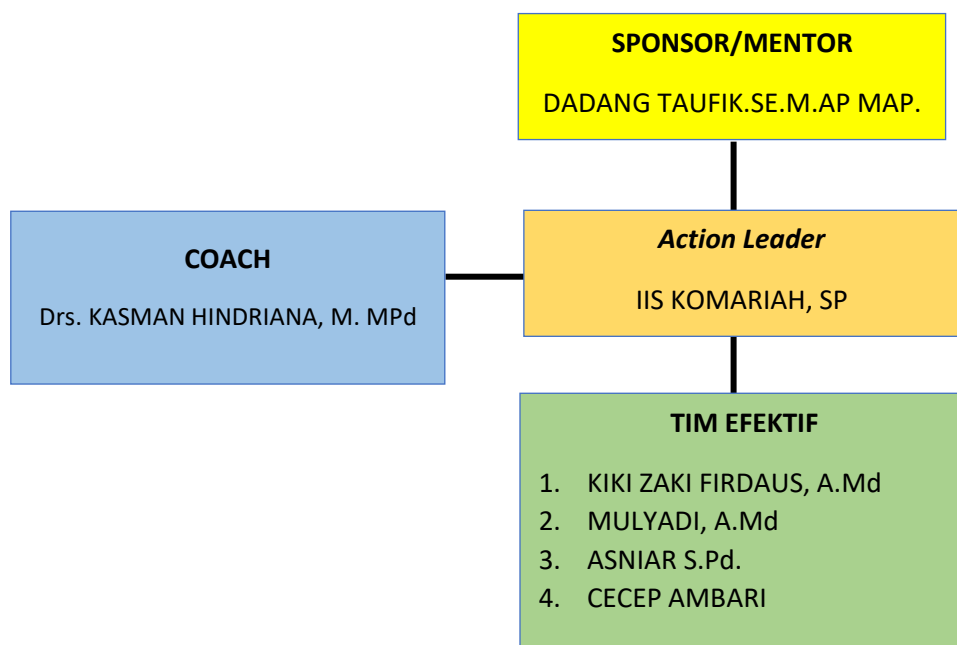 SPONSOR/MENTOR
DADANG TAUFIK.SE.M.AP MAP.
COACH
Drs. KASMAN HINDRIANA, M. MPd
Action Leader
IIS KOMARIAH, SP
TIM EFEKTIF
1. KIKI ZAKI FIRDAUS, A.Md
2. MULYADI, A.Md
3. ASNIAR S.Pd.
4. CECEP AMBARI